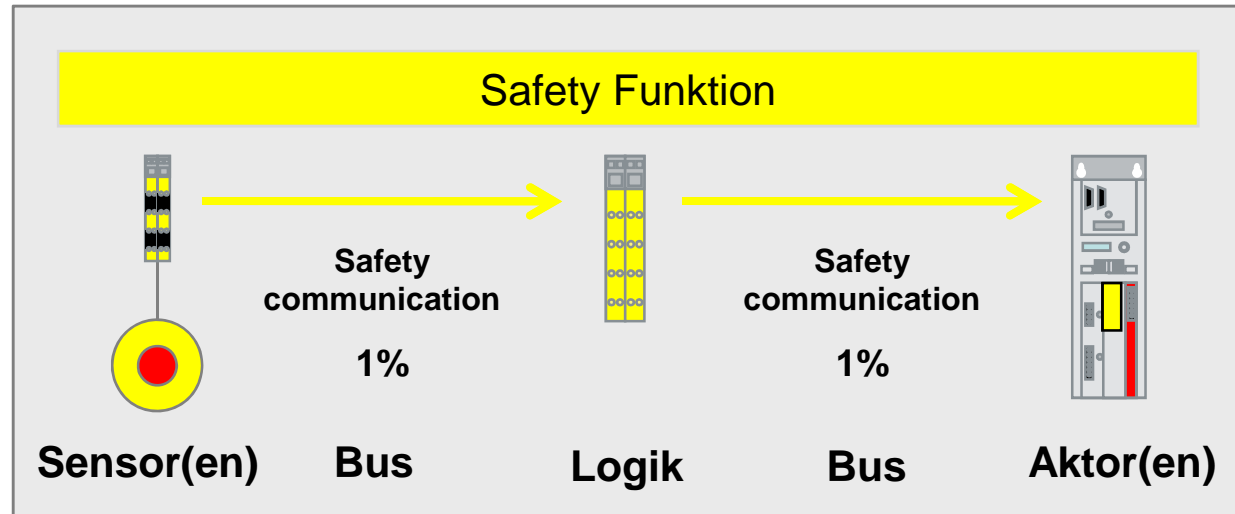 Safety Funktion
Safety
communication
1%
Safety
communication
1%
Sensor(en)
Bus
Logik
Bus
Aktor(en)